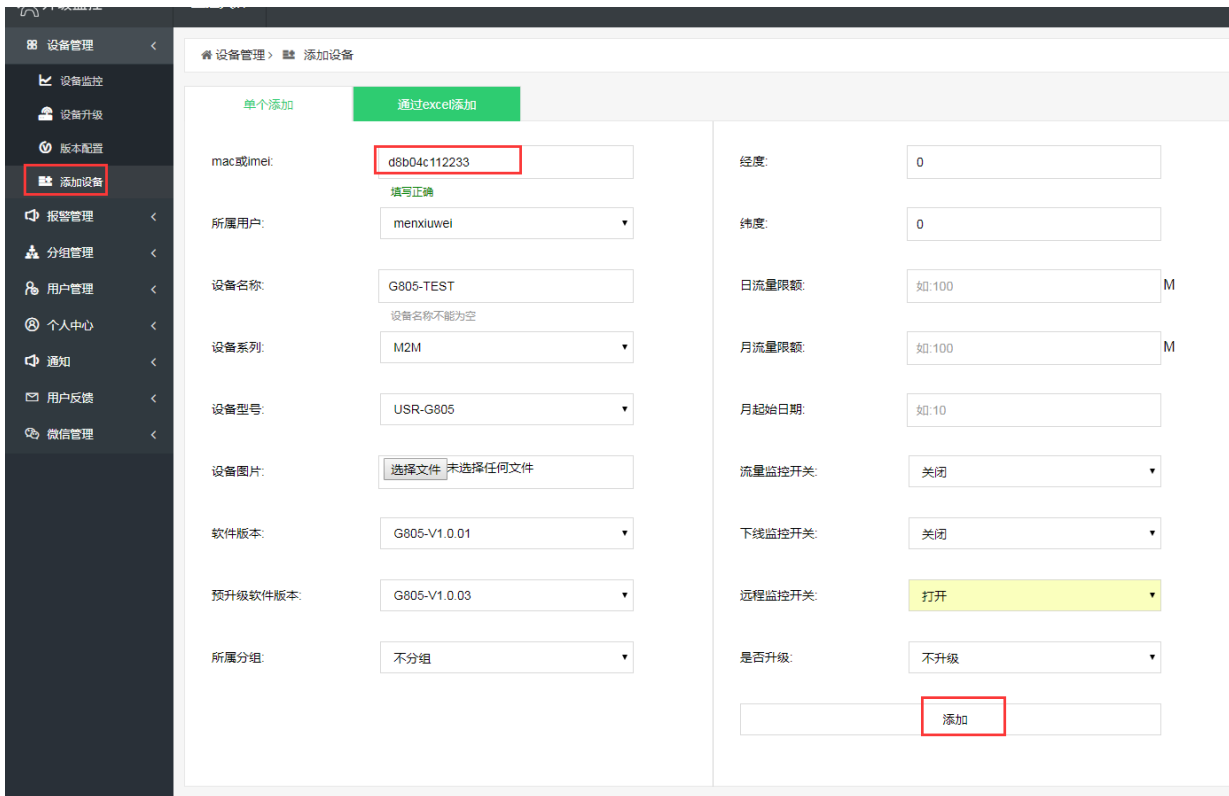 设备管理
设备监控
设备升级
版本配置
添加设备
报警管理
分组管理
用户管理
个人中心
通知
用户反馈
微信管理
设备管理> 添加设备
单个添加
通过excel添加
mac或imei:
d8b04c112233
填写正确
所属用户:
menxiuwei
设备名称:
G805-TEST
设备名称不能为空
设备系列:
M2M
设备型号:
USR-G805
设备图片:
选择文件 未选择任何文件
软件版本:
G805-V1.0.01
预升级软件版本:
G805-V1.0.03
所属分组:
不分组
经度:
0
纬度:
0
日流量限额:
如:100 M
月流量限额:
如:100 M
月起始日期:
如:10
流量监控开关:
关闭
下线监控开关:
关闭
远程监控开关:
打开
是否升级:
不升级
添加